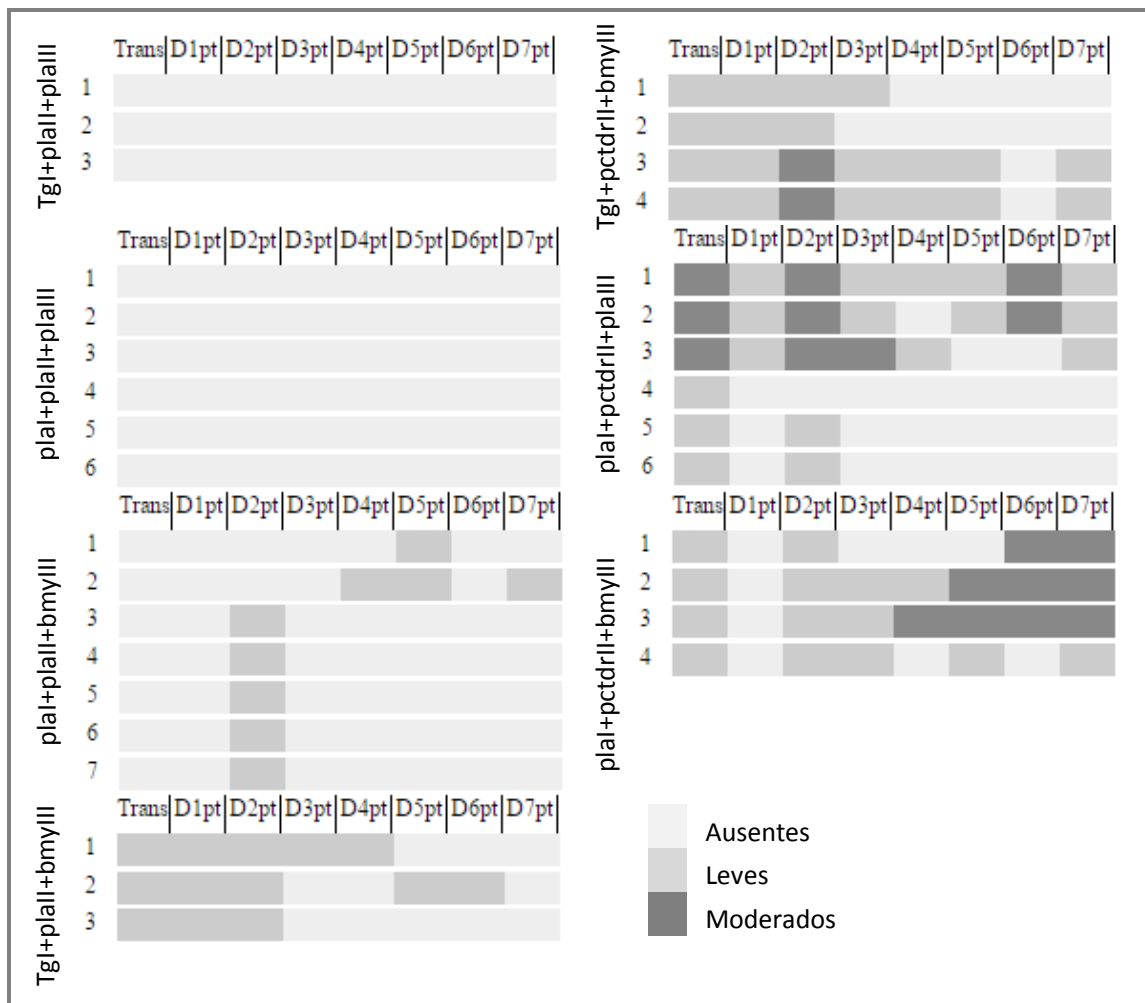 TgI+plaII+plaIII
Trans|D1pt|D2pt|D3pt|D4pt|D5pt|D6pt|D7pt|
1
2
3
plaI+plaII+plaIII
Trans|D1pt|D2pt|D3pt|D4pt|D5pt|D6pt|D7pt|
1
2
3
4
5
6
plaI+plaII+bmyIII
Trans|D1pt|D2pt|D3pt|D4pt|D5pt|D6pt|D7pt|
1
2
3
4
5
6
7
TgI+plaII+bmyIII
Trans|D1pt|D2pt|D3pt|D4pt|D5pt|D6pt|D7pt|
1
2
3
TgI+pctdrII+bmyIII
Trans|D1pt|D2pt|D3pt|D4pt|D5pt|D6pt|D7pt|
1
2
3
4
plaI+pctdrII+plaIII
Trans|D1pt|D2pt|D3pt|D4pt|D5pt|D6pt|D7pt|
1
2
3
4
5
6
plaI+pctdrII+bmyIII
Trans|D1pt|D2pt|D3pt|D4pt|D5pt|D6pt|D7pt|
1
2
3
4
Ausentes
Leves
Moderados